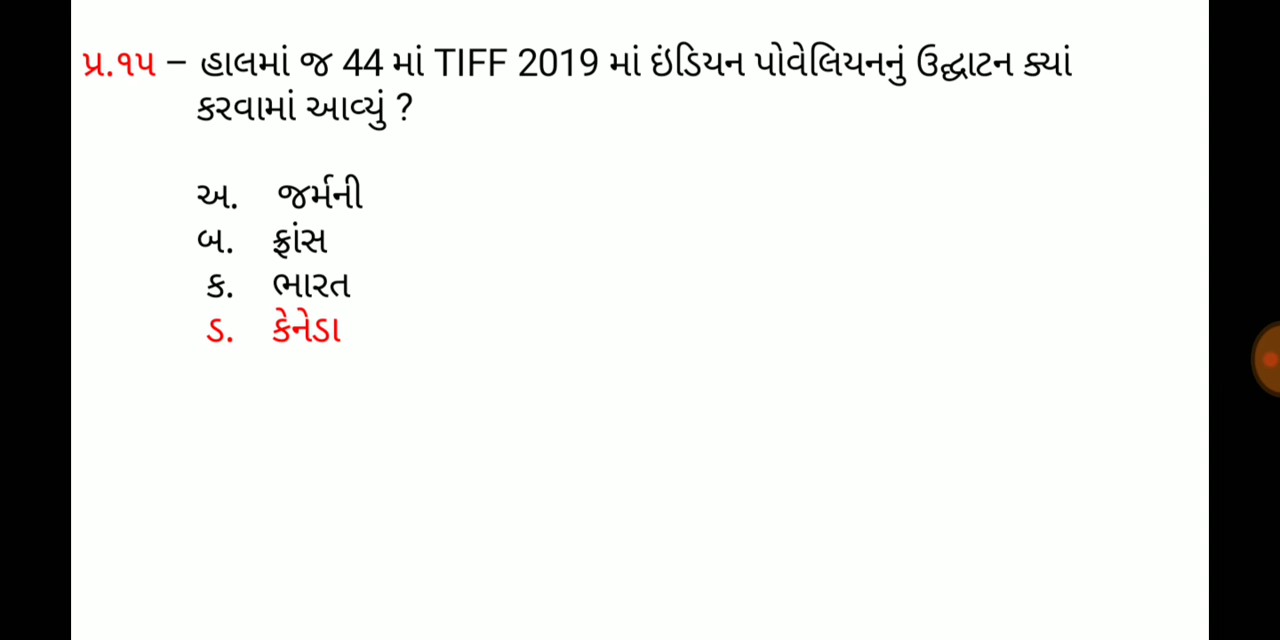 પ્ર.૧૫ – હાલમાં જ 44 માં TIFF 2019 માં ઇંડિયન પોવેલિયનનું ઉદ્ઘાટન ક્યાં
કરવામાં આવ્યું ?
અ. જર્મની
બ. ફ્રાંસ
ક. ભારત
ડ. કેનેડા